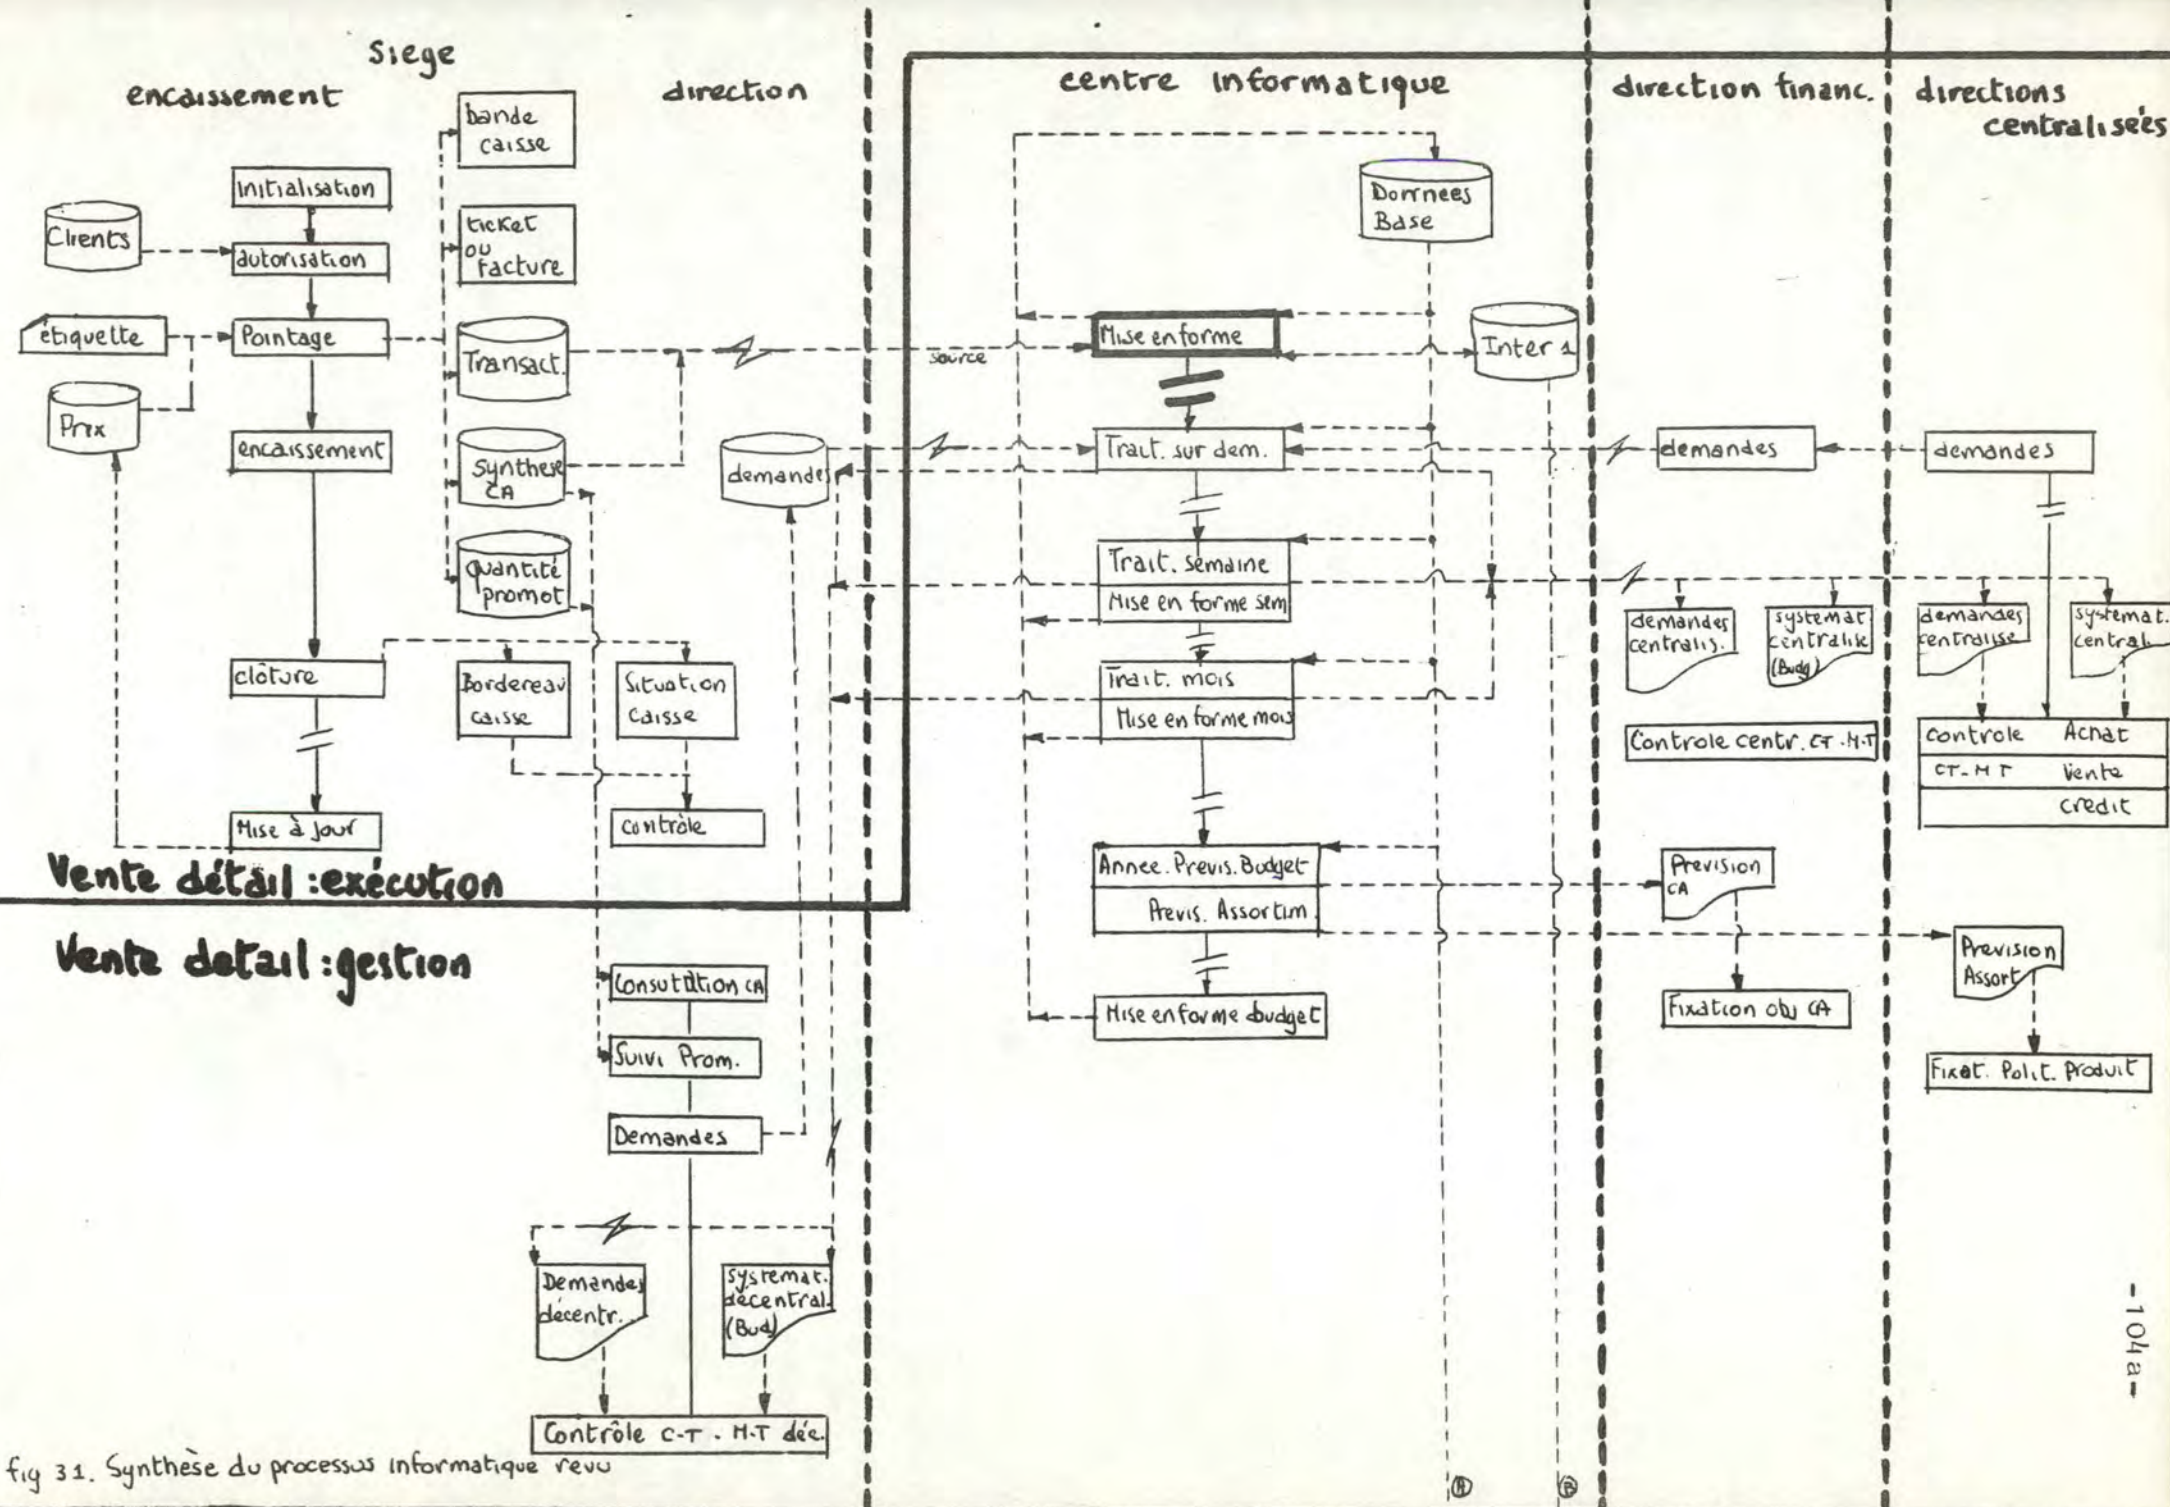 Siege
encaissement
direction
centre informatique
direction financ.
directions
centralisées
bande
caisse
Initialisation
Clients
autorisation
ticket
ou
facture
étiquette
Pointage
Transact.
Prix
encaissement
Synthese
CA
demandes
Quantité
promot
clôture
Bordereau
caisse
Situation
Caisse
Mise à jour
contrôle
Vente détail : exécution
Vente detail : gestion
Consultation CA
Suivi Prom.
Demandes
Demandes
décentr.
systemat.
décentral.
(Bud)
Contrôle C-T . M-T déc.
Donnees
Base
source
Mise en forme
Inter 1
Trait. sur dem.
Trait. semaine
Mise en forme sem
Trait. mois
Mise en forme mois
Annee. Previs. Budget
Previs. Assortim.
Mise en forme budget
A
B
demandes
demandes
centralis.
systemat
centralisé
(Budg)
Controle centr. CT . M-T
Prevision
CA
Fixation obj CA
demandes
demandes
centralisé
systemat.
central.
controle Achat
CT-MT Vente
credit
Prevision
Assort
Fixat. Polit. Produit
-104a-
fig 31. Synthèse du processus informatique revu